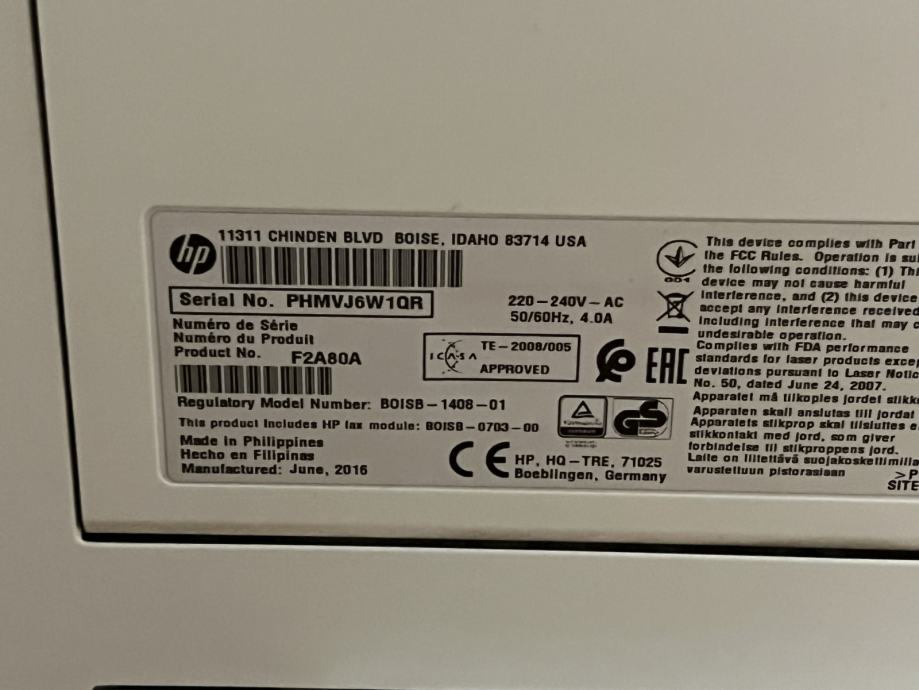 hp
11311 CHINDEN BLVD BOISE, IDAHO 83714 USA
Serial No. PHMVJ6W1QR
Numéro de Série
Numéro du Produit
Product No. F2A80A
220–240V~AC
50/60Hz, 4.0A
ICASA
TE–2008/005
APPROVED
EAC
Regulatory Model Number: BOISB–1408–01
This product includes HP fax module: BOISB–0703–00
Made in Philippines
Hecho en Filipinas
Manufactured: June, 2016
CE
GS
HP, HQ–TRE, 71025
Boeblingen, Germany
004
This device complies with Part
the FCC Rules. Operation is
the following conditions: (1)
device may not cause harmful
interference, and (2) this device
accept any interference received
including interference that may
undesirable operation.
Complies with FDA performance
standards for laser products
deviations pursuant to Laser
No. 50, dated June 24, 2007.
Apparatet må tilkoples jordet
Apparaten skall anslutas till jordat
Apparatets stikprop skal tilsluttes
stikkontakt med jord, som giver
forbindelse til stikproppens jord.
Laite on liitettävä
varustettuun pistorasiaan
>P
SITE